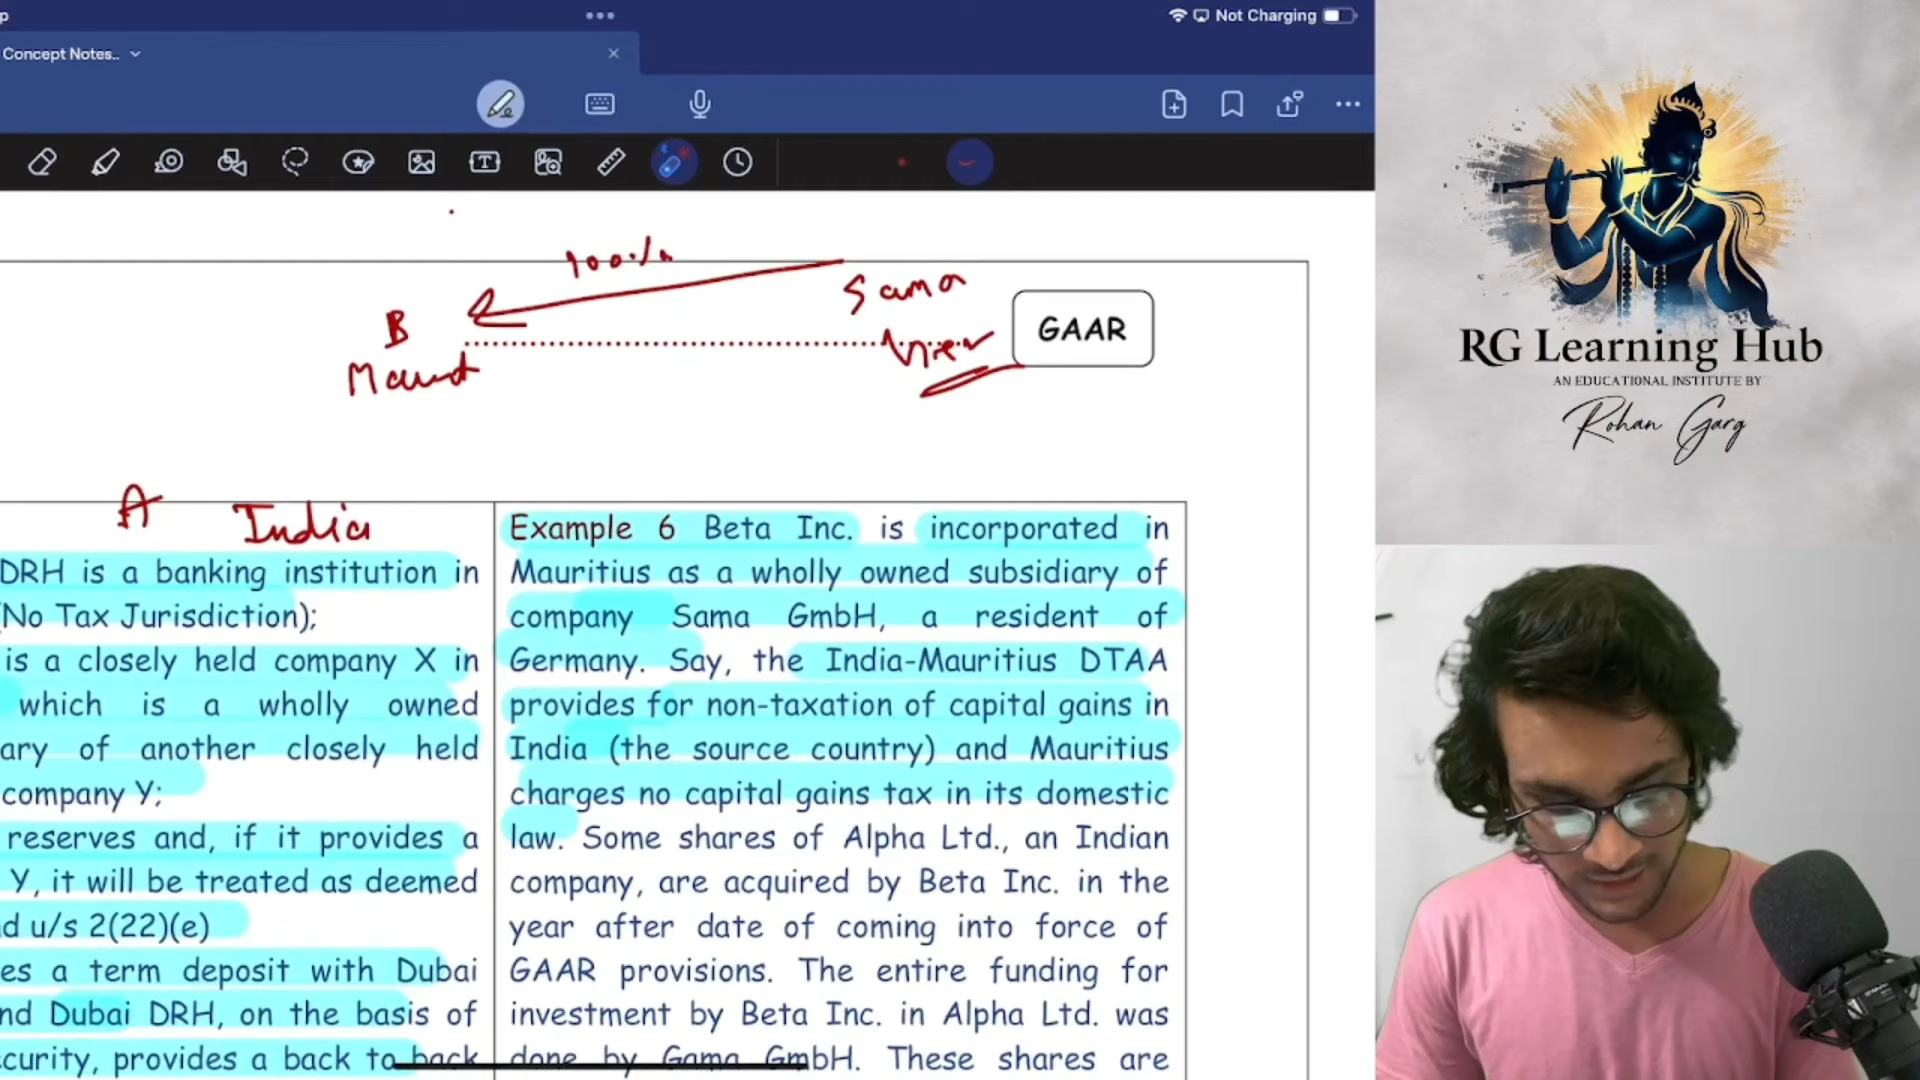 p
Not Charging
Concept Notes..
100%
Sama
B
GAAR
A India
DRH is a banking institution in
(No Tax Jurisdiction);
is a closely held company X in
which is a wholly owned
ary of another closely held
company Y;
reserves and, if it provides a
Y, it will be treated as deemed
d u/s 2(22)(e)
es a term deposit with Dubai
nd Dubai DRH, on the basis of
curity, provides a back to back
Example 6 Beta Inc. is incorporated in
Mauritius as a wholly owned subsidiary of
company Sama GmbH, a resident of
Germany. Say, the India-Mauritius DTAA
provides for non-taxation of capital gains in
India (the source country) and Mauritius
charges no capital gains tax in its domestic
law. Some shares of Alpha Ltd., an Indian
company, are acquired by Beta Inc. in the
year after date of coming into force of
GAAR provisions. The entire funding for
investment by Beta Inc. in Alpha Ltd. was
done by Gama GmbH. These shares are
RG Learning Hub
AN EDUCATIONAL INSTITUTE BY
Rohan Garg